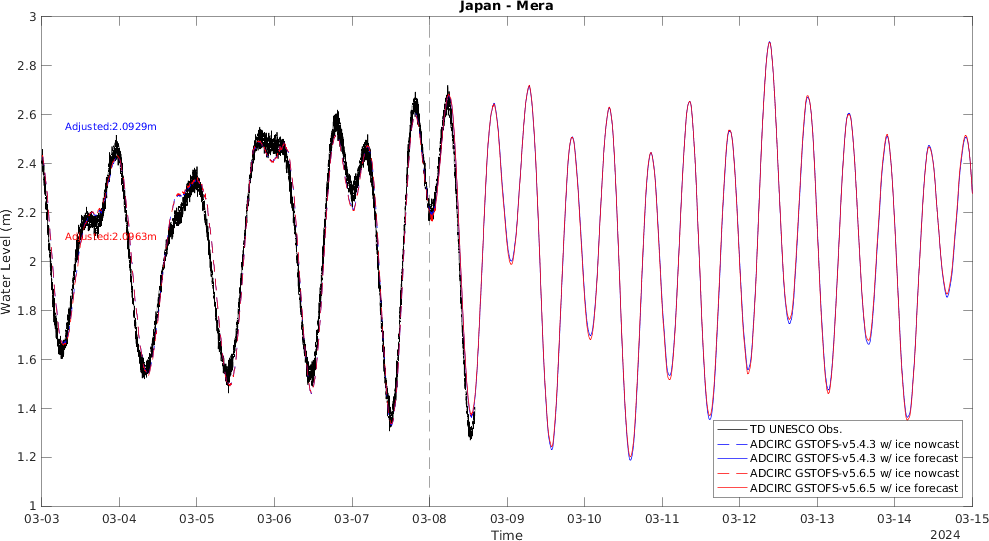 Japan - Mera
3
2.8
2.6
2.4
2.2
2
1.8
1.6
1.4
1.2
1
Water Level (m)
Adjusted:2.0929m
Adjusted:2.0963m
TD UNESCO Obs.
ADCIRC GSTOFS-v5.4.3 w/ ice nowcast
ADCIRC GSTOFS-v5.4.3 w/ ice forecast
ADCIRC GSTOFS-v5.6.5 w/ ice nowcast
ADCIRC GSTOFS-v5.6.5 w/ ice forecast
03-03 03-04 03-05 03-06 03-07 03-08 03-09 03-10 03-11 03-12 03-13 03-14 03-15
Time
2024